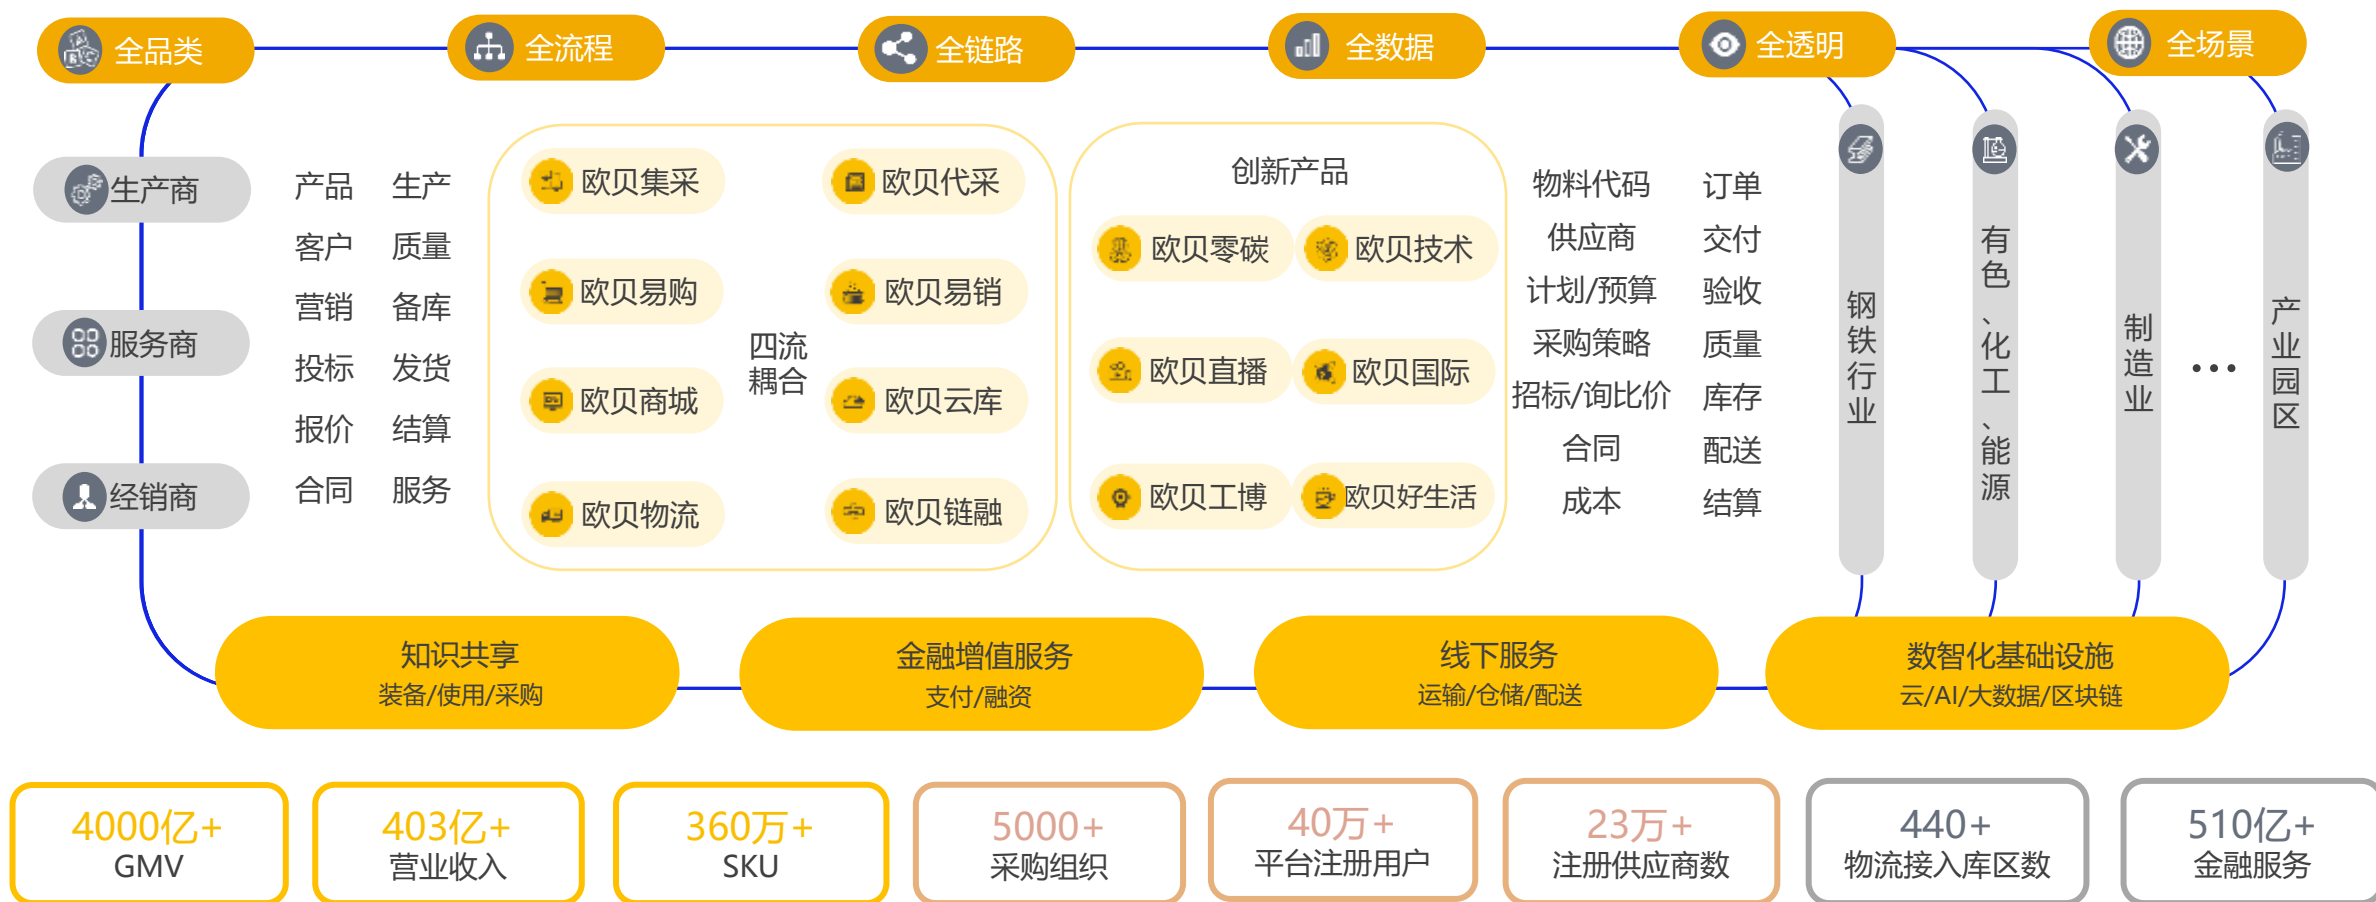 全品类
全流程
全链路
全数据
全透明
全场景
生产商
服务商
经销商
产品 生产
客户 质量
营销 备库
投标 发货
报价 结算
合同 服务
欧贝集采
欧贝代采
欧贝易购
欧贝易销
四流
耦合
欧贝商城
欧贝云库
欧贝物流
欧贝链融
创新产品
欧贝零碳
欧贝技术
欧贝直播
欧贝国际
欧贝工博
欧贝好生活
物料代码 订单
供应商 交付
计划/预算 验收
采购策略 质量
招标/询比价 库存
合同 配送
成本 结算
钢铁行业
有色、化工、能源
制造业
...
产业园区
知识共享
装备/使用/采购
金融增值服务
支付/融资
线下服务
运输/仓储/配送
数智化基础设施
云/AI/大数据/区块链
4000亿+
GMV
403亿+
营业收入
360万+
SKU
5000+
采购组织
40万+
平台注册用户
23万+
注册供应商数
440+
物流接入库区数
510亿+
金融服务